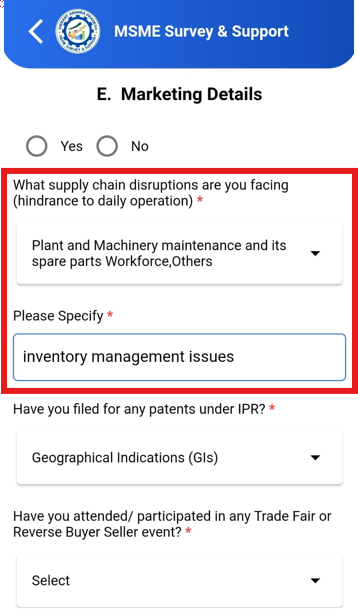 MSME Survey & Support
E. Marketing Details
Yes No
What supply chain disruptions are you facing
(hindrance to daily operation) *
Plant and Machinery maintenance and its
spare parts Workforce,Others
Please Specify *
inventory management issues
Have you filed for any patents under IPR? *
Geographical Indications (GIs)
Have you attended/ participated in any Trade Fair or
Reverse Buyer Seller event? *
Select